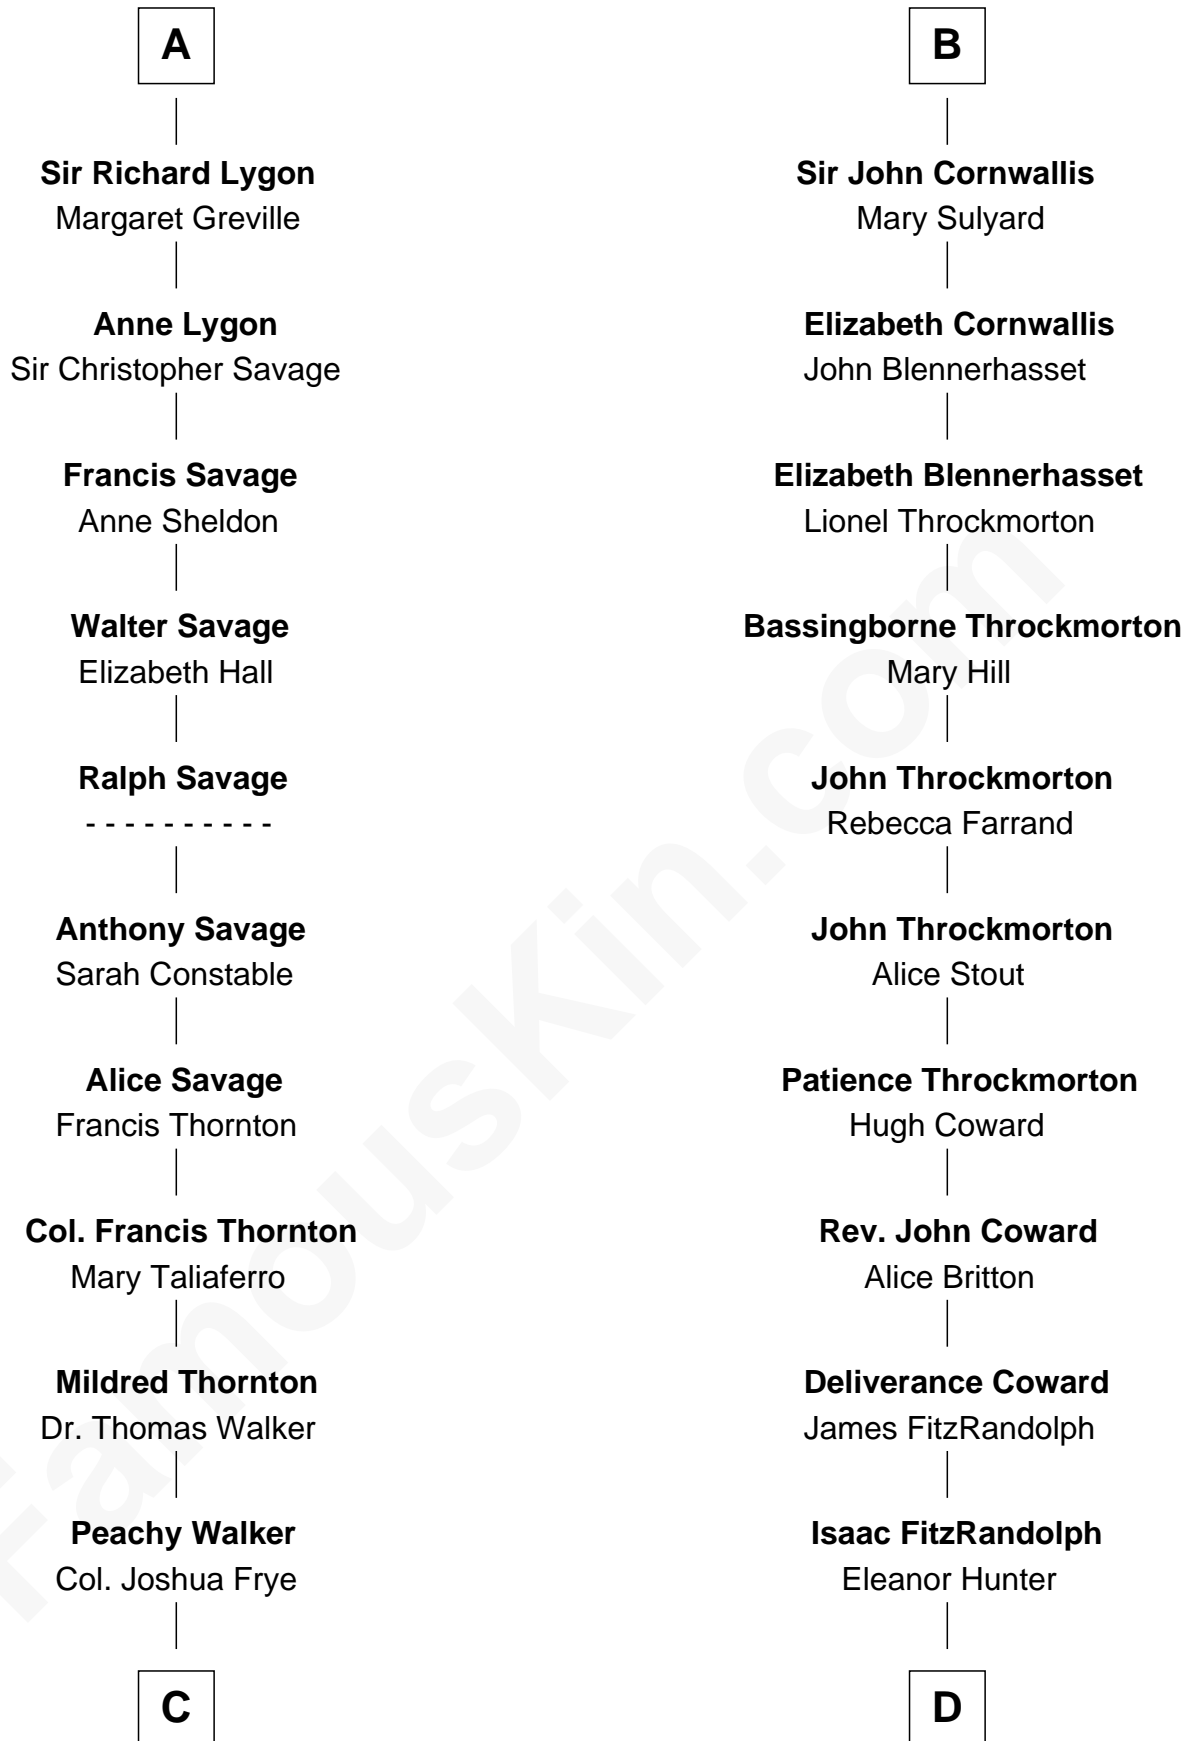 A
Sir Richard Lygon
Margaret Greville
Anne Lygon
Sir Christopher Savage
Francis Savage
Anne Sheldon
Walter Savage
Elizabeth Hall
Ralph Savage
- - - - - - - - - -
Anthony Savage
Sarah Constable
Alice Savage
Francis Thornton
Col. Francis Thornton
Mary Taliaferro
Mildred Thornton
Dr. Thomas Walker
Peachy Walker
Col. Joshua Frye
C
B
Sir John Cornwallis
Mary Sulyard
Elizabeth Cornwallis
John Blennerhasset
Elizabeth Blennerhasset
Lionel Throckmorton
Bassingborne Throckmorton
Mary Hill
John Throckmorton
Rebecca Farrand
John Throckmorton
Alice Stout
Patience Throckmorton
Hugh Coward
Rev. John Coward
Alice Britton
Deliverance Coward
James FitzRandolph
Isaac FitzRandolph
Eleanor Hunter
D
FamousKin.com